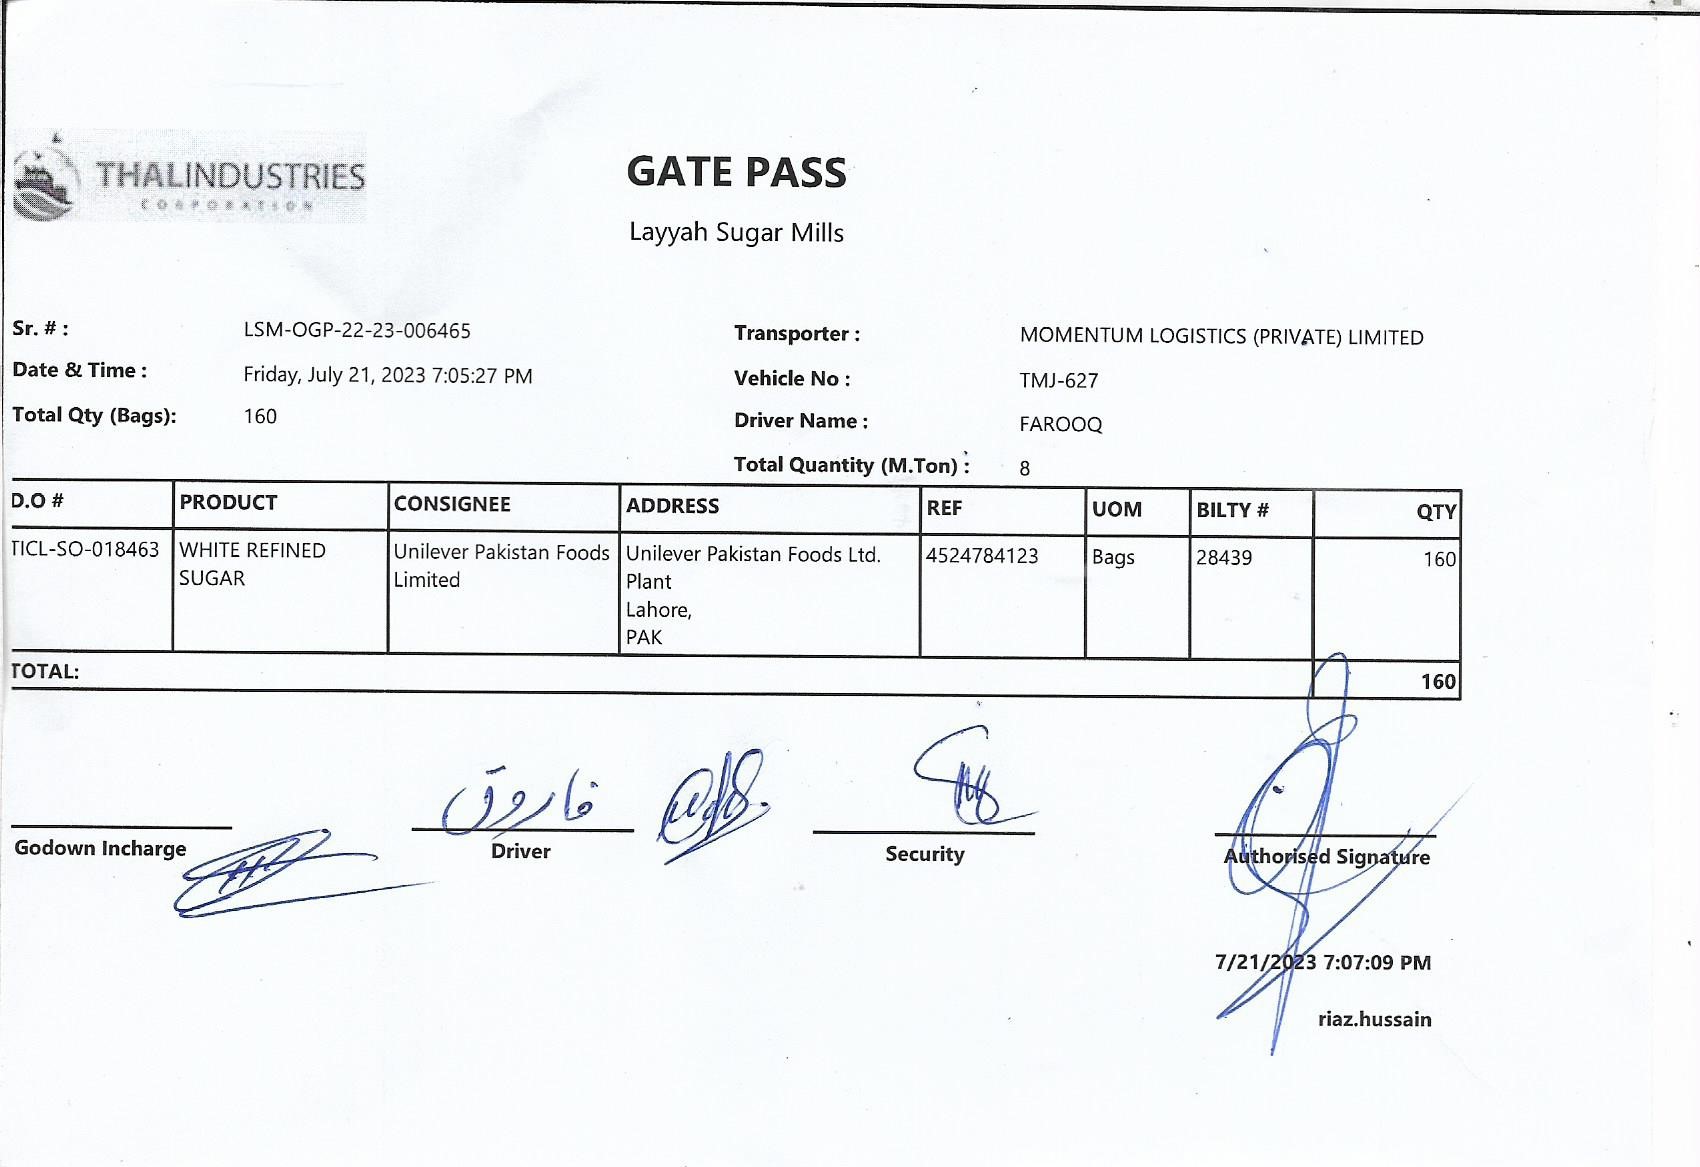 THALINDUSTRIES
CORPORATION
GATE PASS
Layyah Sugar Mills
Sr. # : LSM-OGP-22-23-006465
Date & Time : Friday, July 21, 2023 7:05:27 PM
Total Qty (Bags): 160
Transporter : MOMENTUM LOGISTICS (PRIVATE) LIMITED
Vehicle No : TMJ-627
Driver Name : FAROOQ
Total Quantity (M.Ton) : 8
D.O # PRODUCT CONSIGNEE ADDRESS REF UOM BILTY # QTY
TICL-SO-018463 WHITE REFINED Unilever Pakistan Foods Unilever Pakistan Foods Ltd. 4524784123 Bags 28439 160
SUGAR Limited Plant
Lahore,
PAK
TOTAL: 160
فاروق
Godown Incharge Driver Security Authorised Signature
7/21/2023 7:07:09 PM
riaz.hussain